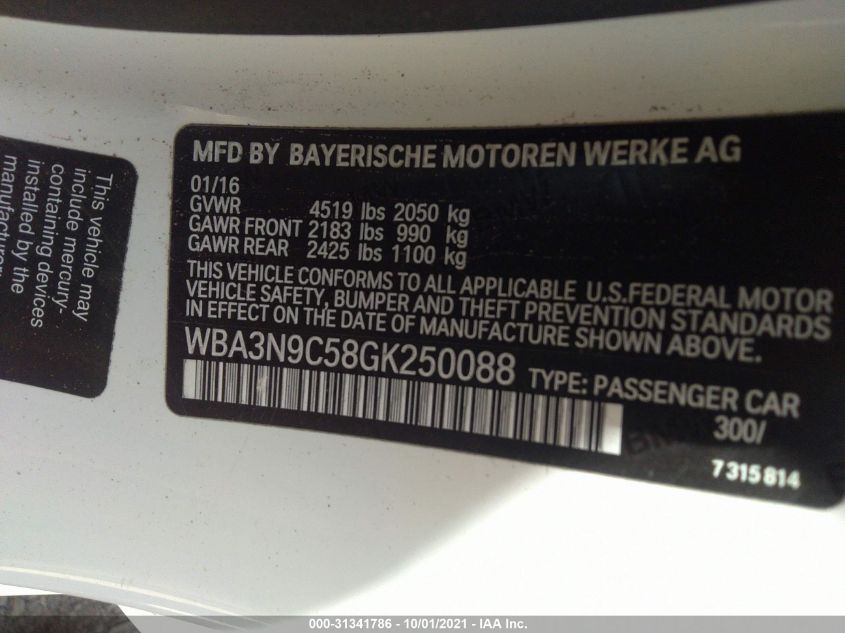 This vehicle may
include mercury-
containing devices
installed by the
manufacturer
MFD BY BAYERISCHE MOTOREN WERKE AG
01/16
GVWR 4519 lbs 2050 kg
GAWR FRONT 2183 lbs 990 kg
GAWR REAR 2425 lbs 1100 kg
THIS VEHICLE CONFORMS TO ALL APPLICABLE U.S.FEDERAL MOTOR
VEHICLE SAFETY, BUMPER AND THEFT PREVENTION STANDARDS
IN EFFECT ON THE DATE OF MANUFACTURE SHOWN ABOVE.
WBA3N9C58GK250088 TYPE: PASSENGER CAR
300/
7315814
000-31341786 - 10/01/2021 - IAA Inc.